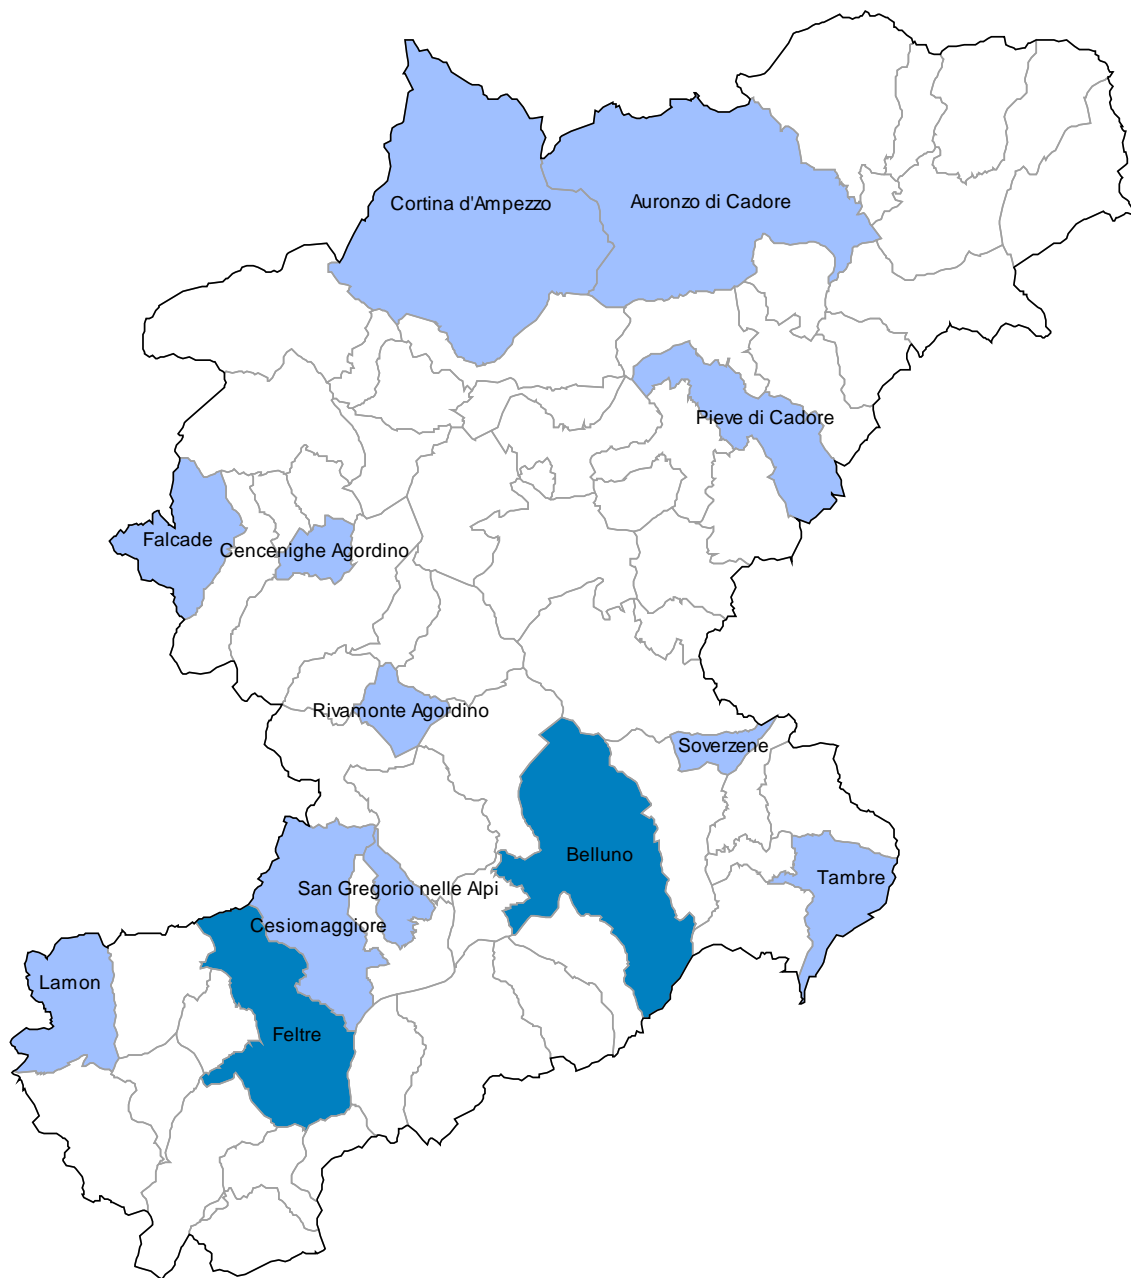 Cortina d'Ampezzo
Auronzo di Cadore
Pieve di Cadore
Falcade
Cencenighe Agordino
Rivamonte Agordino
Soverzene
Belluno
Tambre
San Gregorio nelle Alpi
Cesiomaggiore
Lamon
Feltre